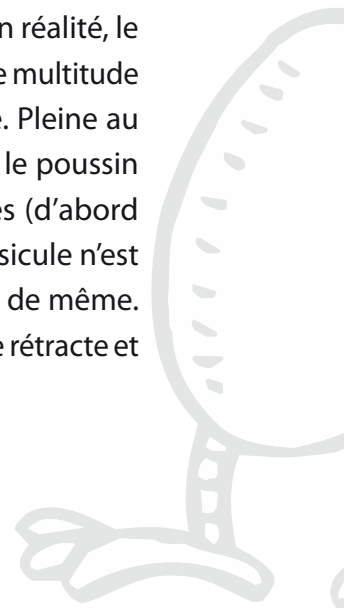 n réalité, le
multitude
. Pleine au
le poussin
es (d'abord
sicule n'est
de même.
rétracte et